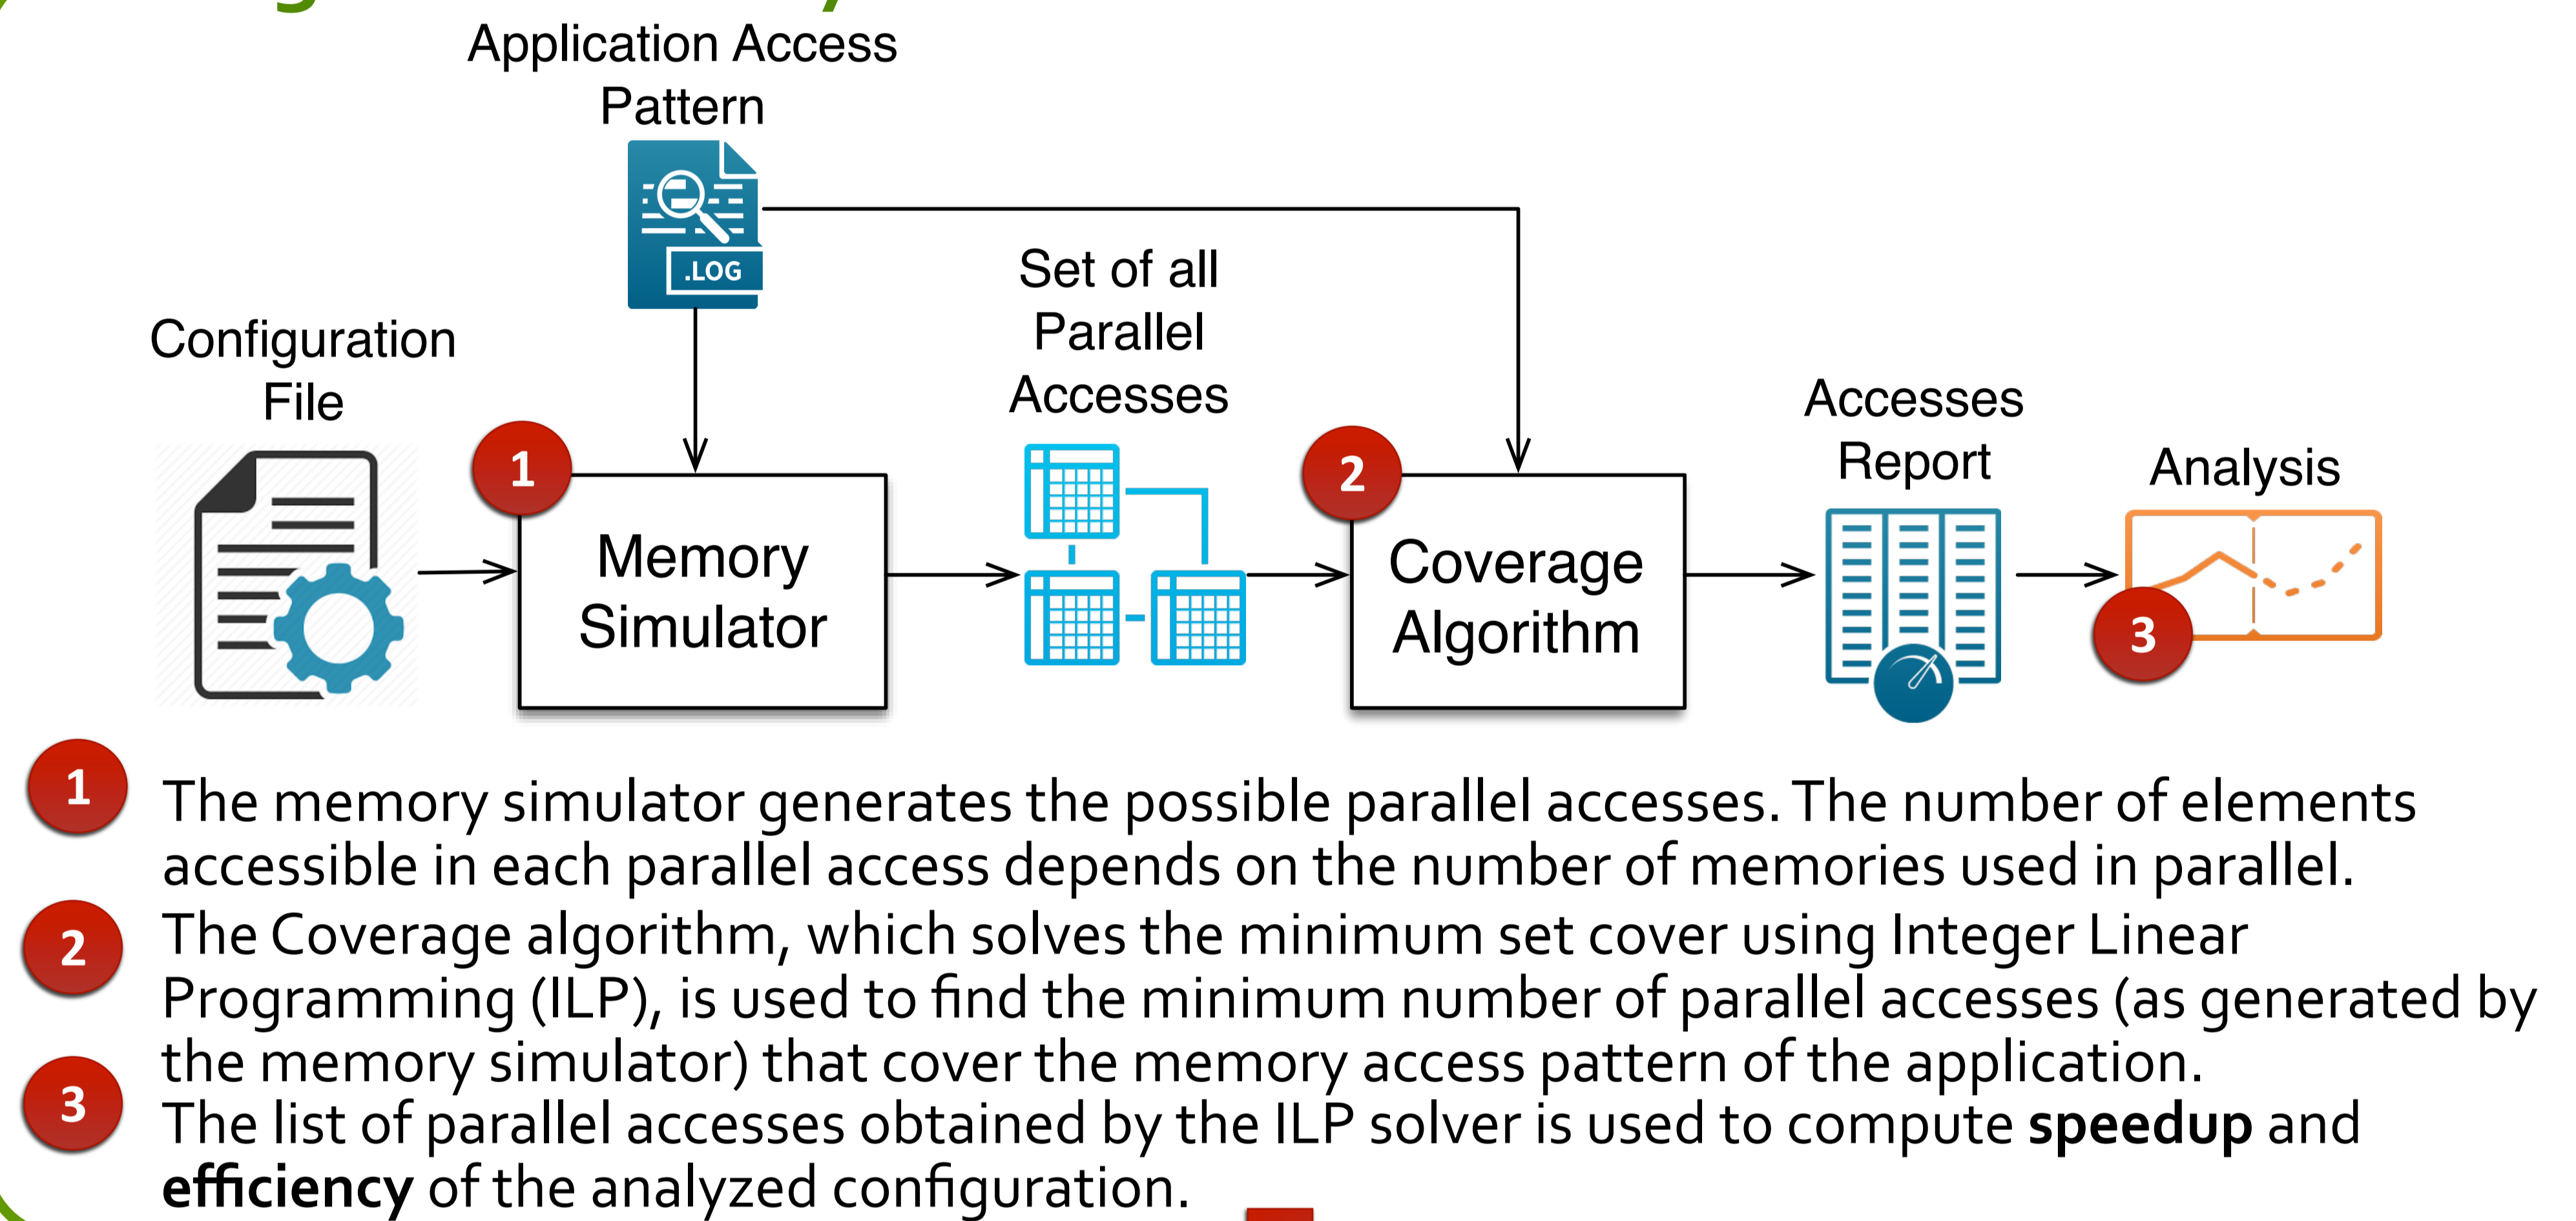 Application Access
Pattern
.LOG
Set of all
Parallel
Accesses
Configuration
File
Accesses
Report
Analysis
1
Memory
Simulator
2
Coverage
Algorithm
3
1
The memory simulator generates the possible parallel accesses. The number of elements
accessible in each parallel access depends on the number of memories used in parallel.
2
The Coverage algorithm, which solves the minimum set cover using Integer Linear
Programming (ILP), is used to find the minimum number of parallel accesses (as generated by
the memory simulator) that cover the memory access pattern of the application.
3
The list of parallel accesses obtained by the ILP solver is used to compute speedup and
efficiency of the analyzed configuration.